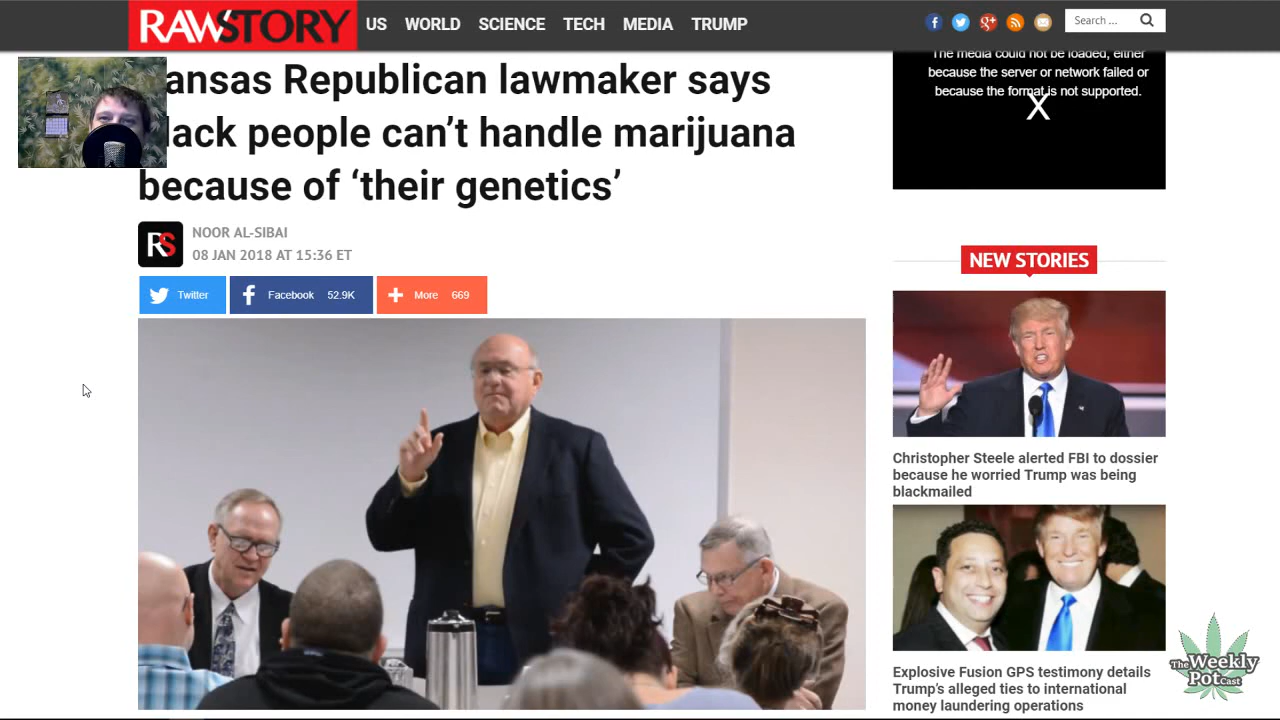 RAWSTORY
US WORLD SCIENCE TECH MEDIA TRUMP
Search ...
ansas Republican lawmaker says
lack people can't handle marijuana
because of ‘their genetics’
RS
NOOR AL-SIBAI
08 JAN 2018 AT 15:36 ET
Twitter
Facebook 52.9K
More 669
The media could not be loaded, either
because the server or network failed or
because the format is not supported.
X
NEW STORIES
Christopher Steele alerted FBI to dossier
because he worried Trump was being
blackmailed
Explosive Fusion GPS testimony details
Trump's alleged ties to international
money laundering operations
The Weekly
PotCast